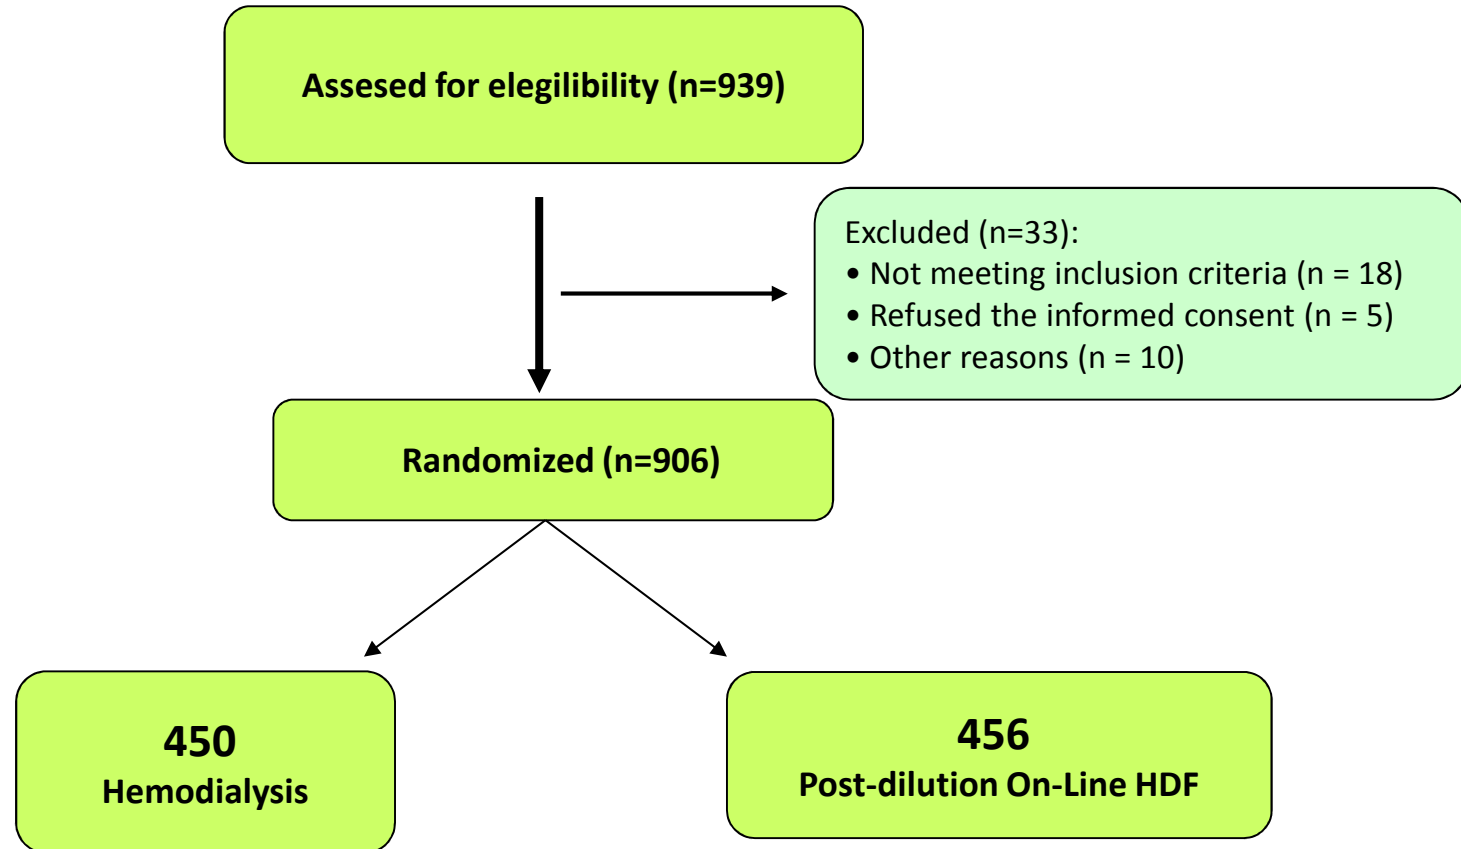 Assesed for elegilibility (n=939)
Excluded (n=33):
• Not meeting inclusion criteria (n = 18)
• Refused the informed consent (n = 5)
• Other reasons (n = 10)
Randomized (n=906)
450
Hemodialysis
456
Post-dilution On-Line HDF